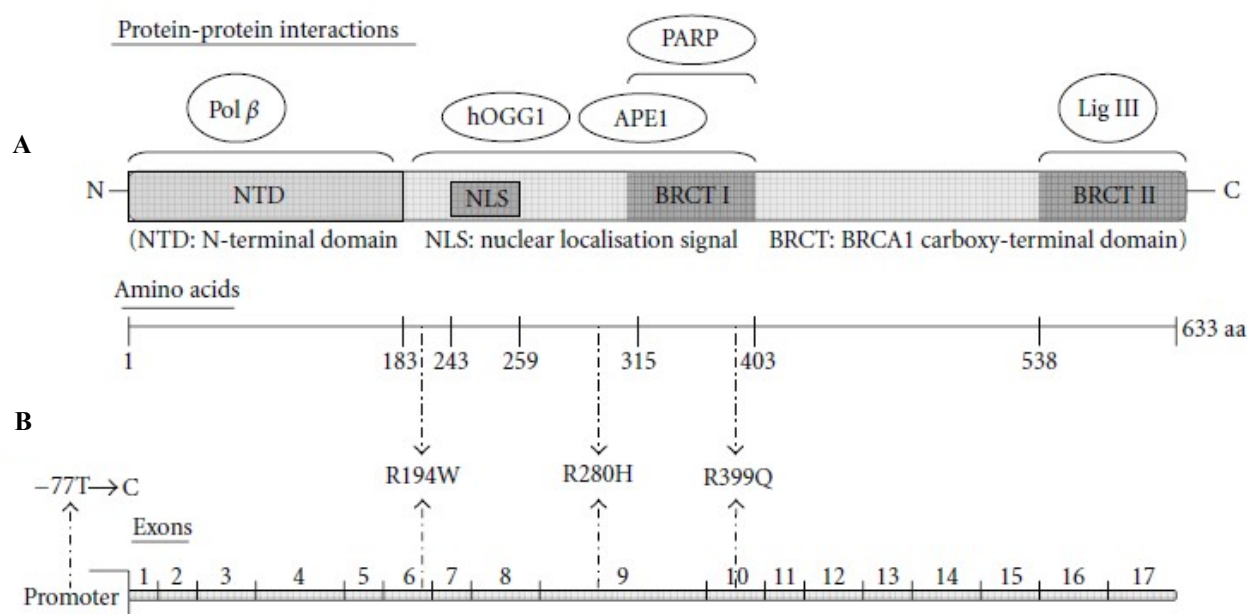 Protein-protein interactions
PARP
Pol β
hOGG1
APE1
Lig III
A
N
NTD
NLS
BRCT I
BRCT II
C
(NTD: N-terminal domain NLS: nuclear localisation signal BRCT: BRCA1 carboxy-terminal domain)
Amino acids
633 aa
1 183 243 259 315 403 538
B
R194W R280H R399Q
−77T→C
Exons
1 2 3 4 5 6 7 8 9 10 11 12 13 14 15 16 17
Promoter